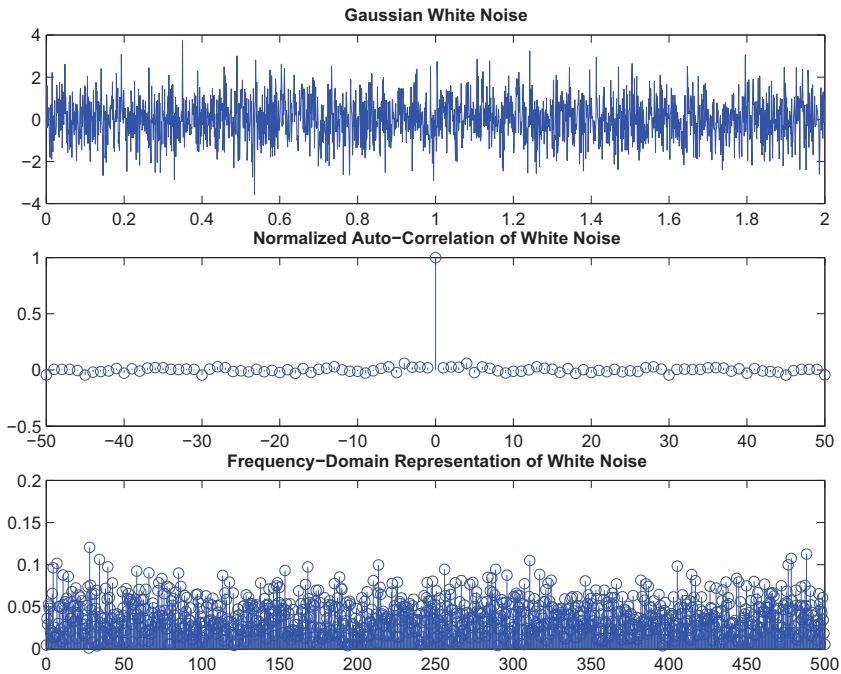 Gaussian White Noise
4
2
0
−2
−4
0 0.2 0.4 0.6 0.8 1 1.2 1.4 1.6 1.8 2
Normalized Auto−Correlation of White Noise
1
0.5
0
−0.5
−50 −40 −30 −20 −10 0 10 20 30 40 50
Frequency−Domain Representation of White Noise
0.2
0.15
0.1
0.05
0
0 50 100 150 200 250 300 350 400 450 500